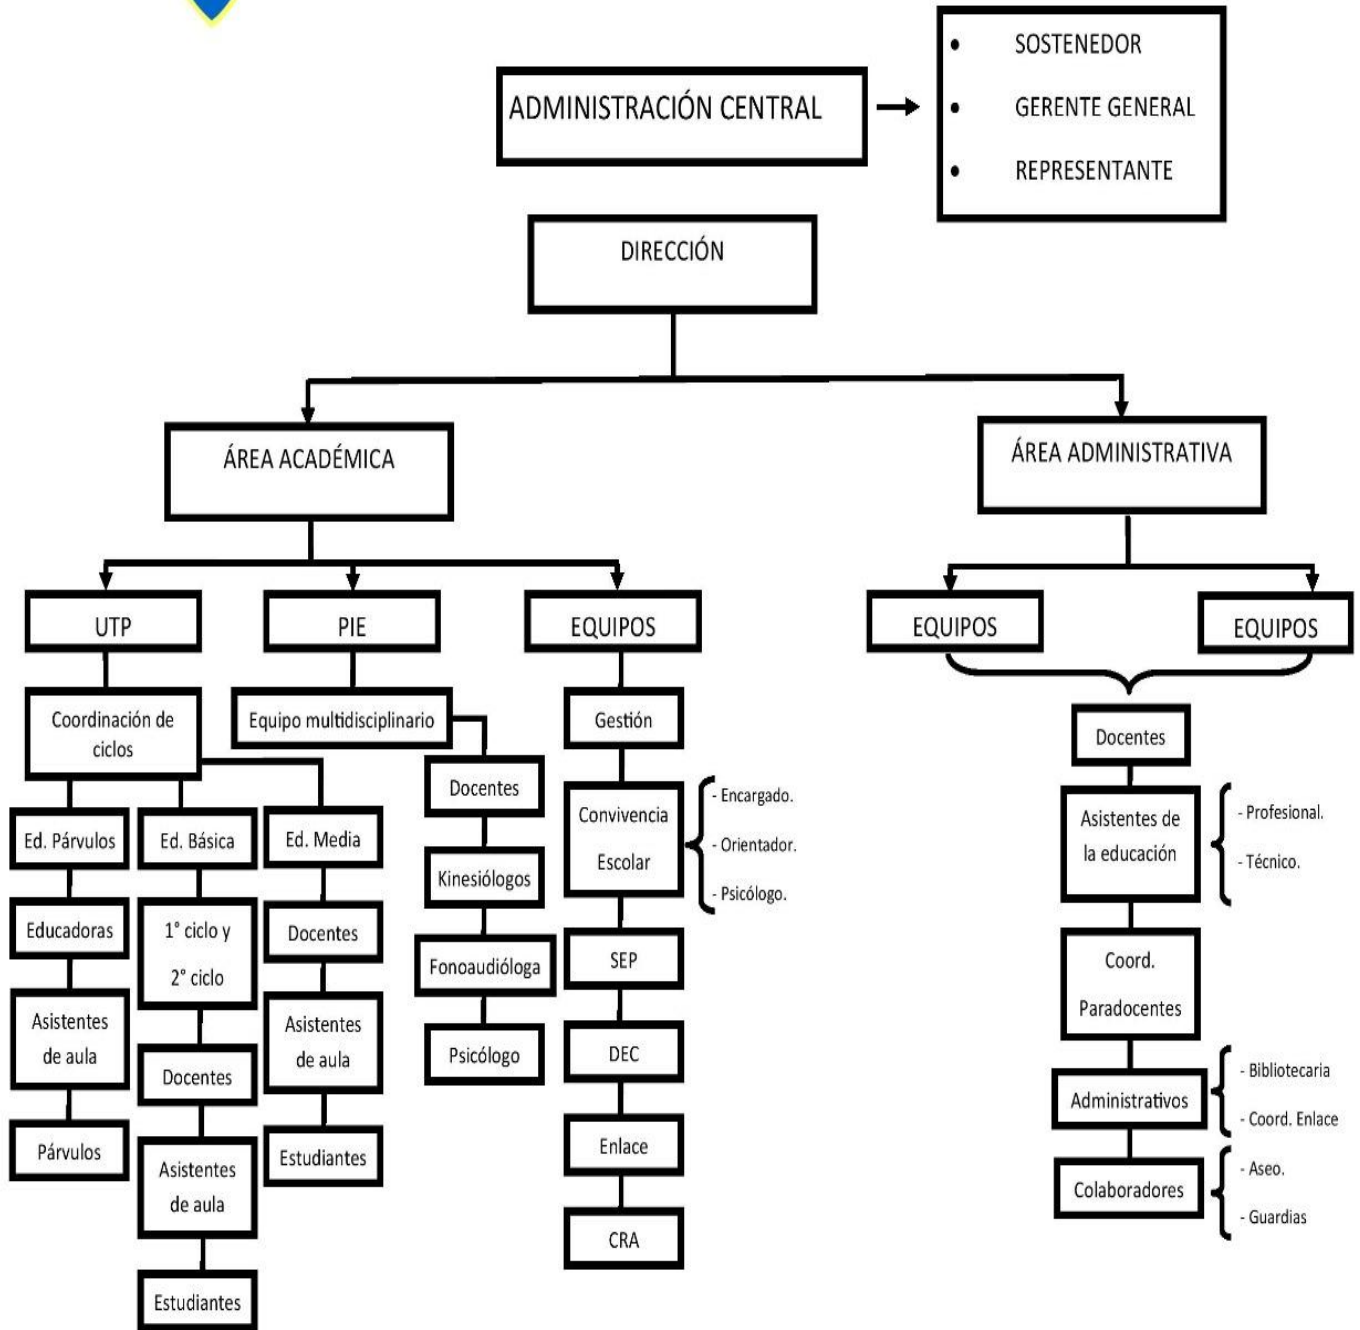 SOSTENEDOR
ADMINISTRACIÓN CENTRAL
GERENTE GENERAL
REPRESENTANTE
DIRECCIÓN
ÁREA ACADÉMICA
ÁREA ADMINISTRATIVA
UTP
PIE
EQUIPOS
EQUIPOS
EQUIPOS
Coordinación de
ciclos
Ed. Párvulos
Educadoras
Asistentes
de aula
Párvulos
Ed. Básica
1° ciclo y
2° ciclo
Docentes
Asistentes
de aula
Estudiantes
Ed. Media
Docentes
Asistentes
de aula
Estudiantes
Equipo multidisciplinario
Docentes
Kinesiólogos
Fonoaudióloga
Psicólogo
Gestión
Convivencia
Escolar
- Encargado.
- Orientador.
- Psicólogo.
SEP
DEC
Enlace
CRA
Docentes
Asistentes de
la educación
- Profesional.
- Técnico.
Coord.
Paradocentes
Administrativos
- Bibliotecaria
- Coord. Enlace
Colaboradores
- Aseo.
- Guardias